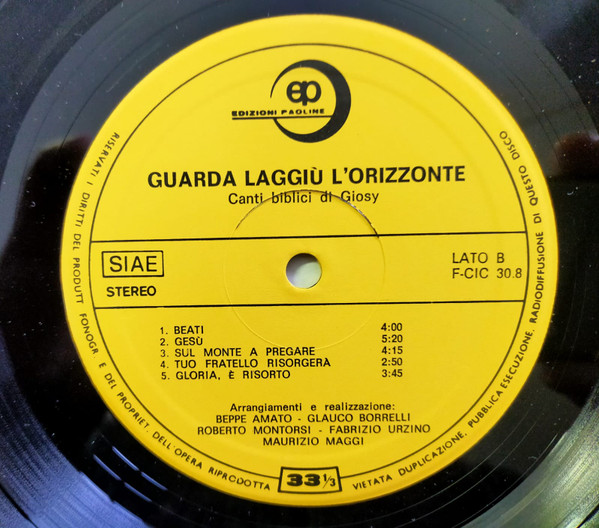 ep
EDIZIONI PAOLINE
GUARDA LAGGIÙ L'ORIZZONTE
Canti biblici di Giosy
SIAE
STEREO
LATO B
F-CIC 30.8
1. BEATI 4:00
2. GESÙ 5:20
3. SUL MONTE A PREGARE 4:15
4. TUO FRATELLO RISORGERÀ 2:50
5. GLORIA, È RISORTO 3:45
Arrangiamenti e realizzazione:
BEPPE AMATO - GLAUCO BORRELLI
ROBERTO MONTORSI - FABRIZIO URZINO
MAURIZIO MAGGI
33 1/3
RISERVATI I DIRITTI DEL PRODUTT FONOGR E DEL PROPRIET. DELL'OPERA RIPRODOTTA
VIETATA DUPLICAZIONE, PUBBLICA ESECUZIONE, RADIODIFFUSIONE DI QUESTO DISCO